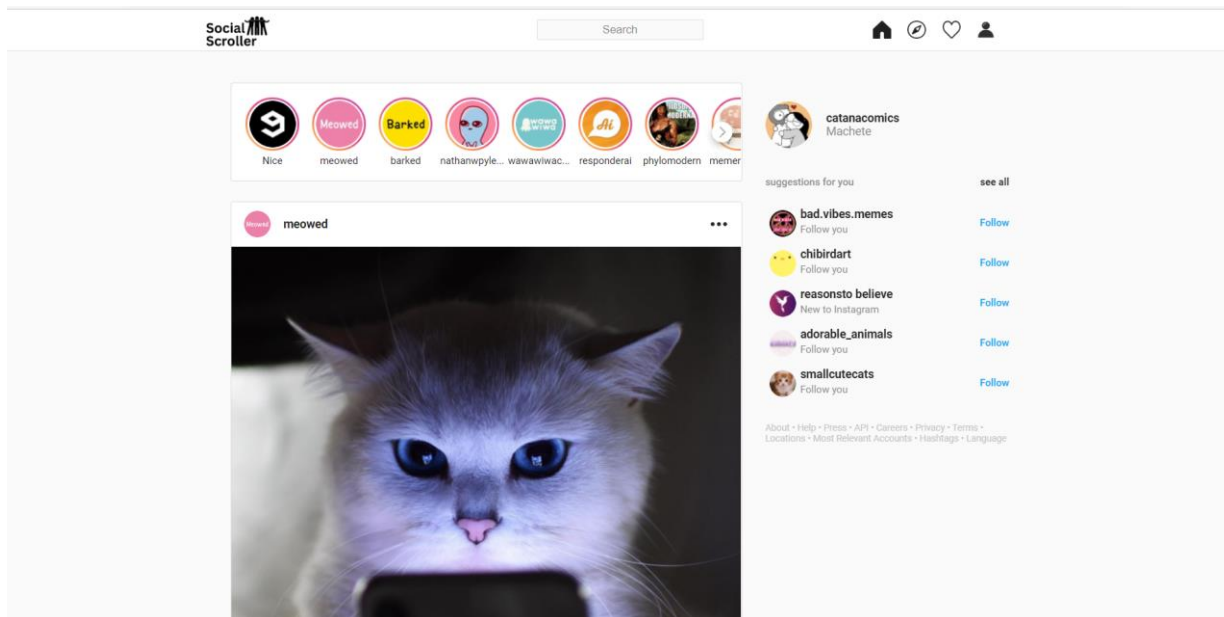 Social
Scroller
Search
Meowed
Barked
wawa
wiwa
Ai
Nice
meowed
barked
nathanwpyle...
wawawiwac...
responderai
phylomodern
memer
meowed
catanacomics
Machete
suggestions for you
see all
bad.vibes.memes
Follow you
Follow
chibirdart
Follow you
Follow
reasonsto believe
New to Instagram
Follow
adorable_animals
Follow you
Follow
smallcutecats
Follow you
Follow
About • Help • Press • API • Careers • Privacy • Terms •
Locations • Most Relevant Accounts • Hashtags • Language